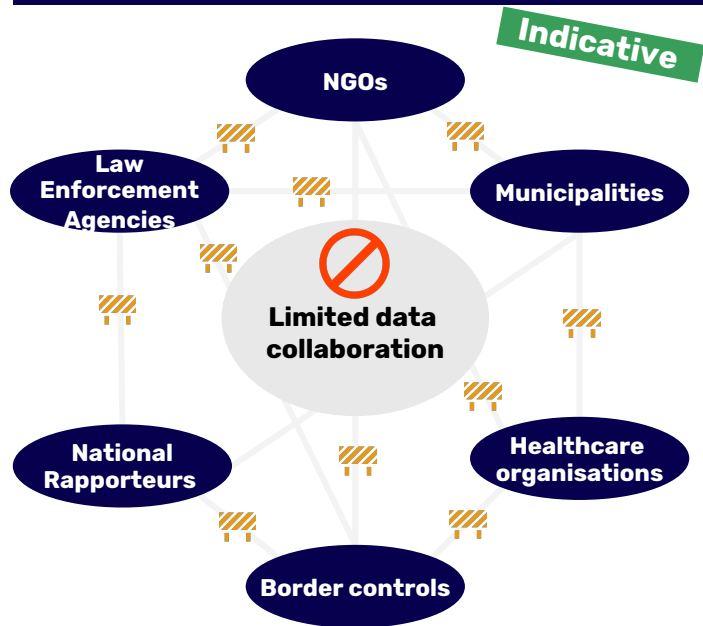 Indicative
NGOs
Law
Enforcement
Agencies
Municipalities
Limited data
collaboration
National
Rapporteurs
Healthcare
organisations
Border controls